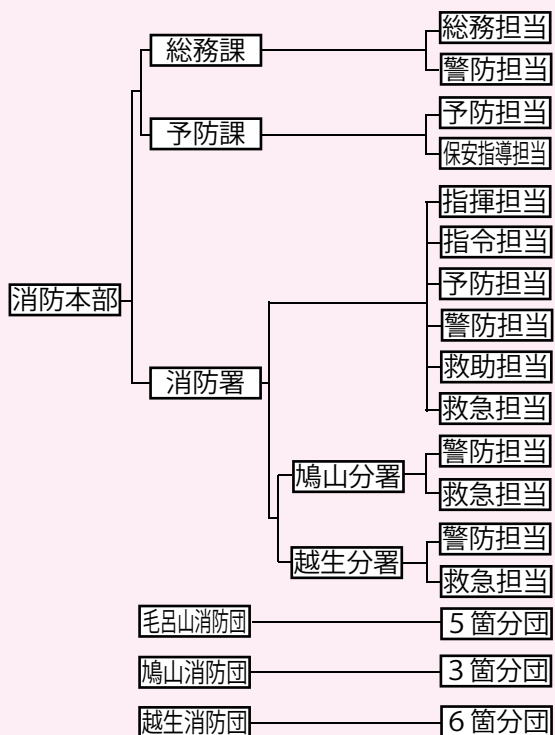 消防本部
総務課
総務担当
警防担当
予防課
予防担当
保安指導担当
消防署
指揮担当
指令担当
予防担当
警防担当
救助担当
救急担当
鳩山分署
警防担当
救急担当
越生分署
警防担当
救急担当
毛呂山消防団
5箇分団
鳩山消防団
3箇分団
越生消防団
6箇分団